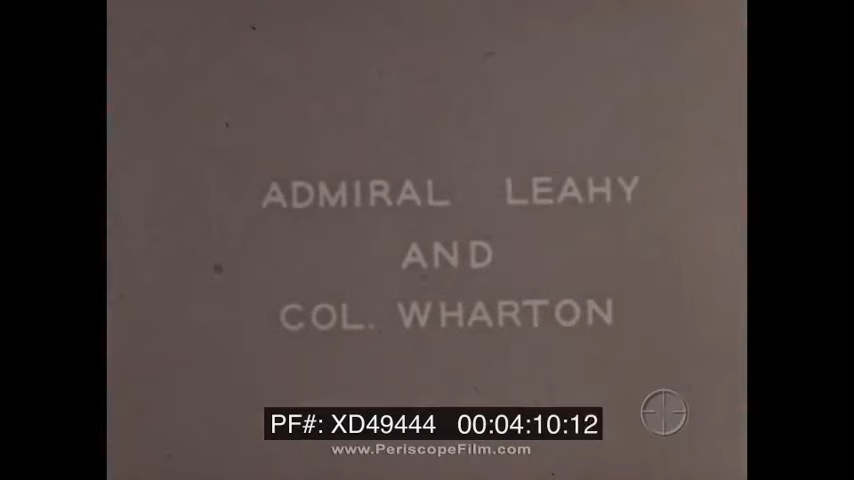 ADMIRAL LEAHY
AND
COL. WHARTON
PF#: XD49444 00:04:10:12
www.PeriscopeFilm.com